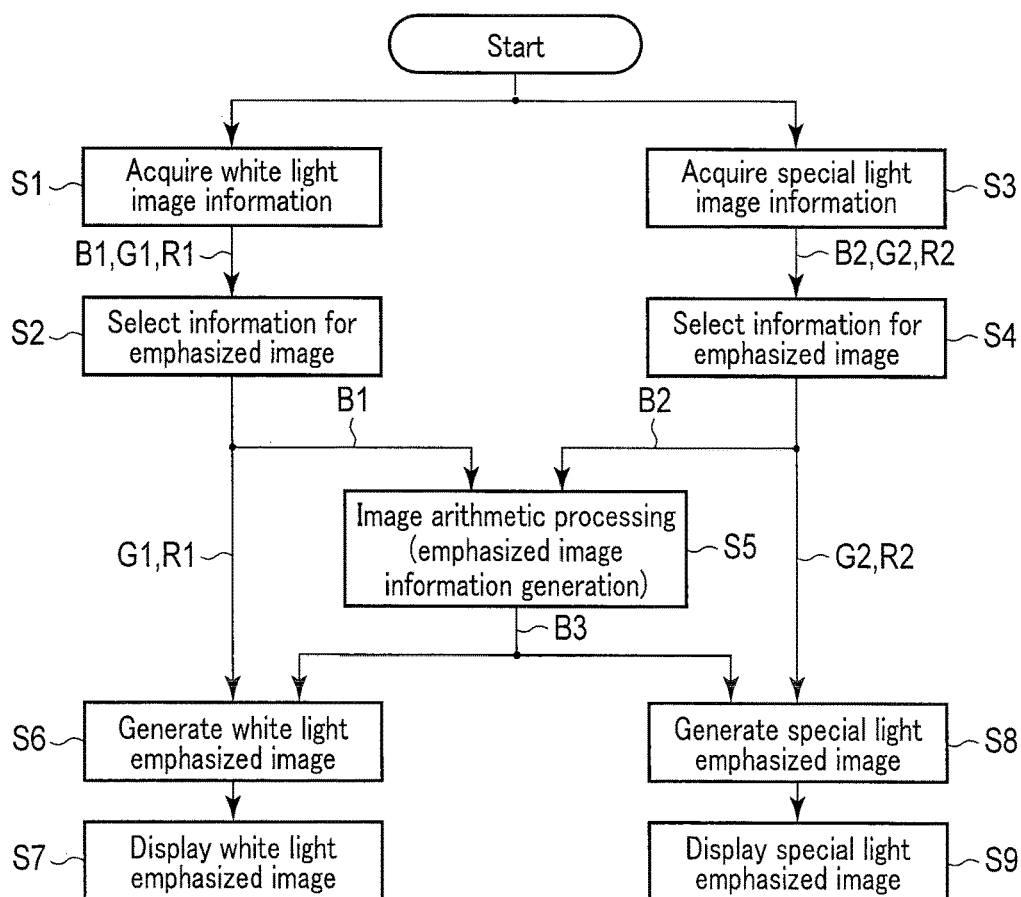 Start
S1
Acquire white light
image information
Acquire special light
image information
S3
B1,G1,R1
B2,G2,R2
S2
Select information for
emphasized image
Select information for
emphasized image
S4
B1
B2
Image arithmetic processing
(emphasized image
information generation)
S5
G1,R1
G2,R2
B3
S6
Generate white light
emphasized image
Generate special light
emphasized image
S8
S7
Display white light
emphasized image
Display special light
emphasized image
S9